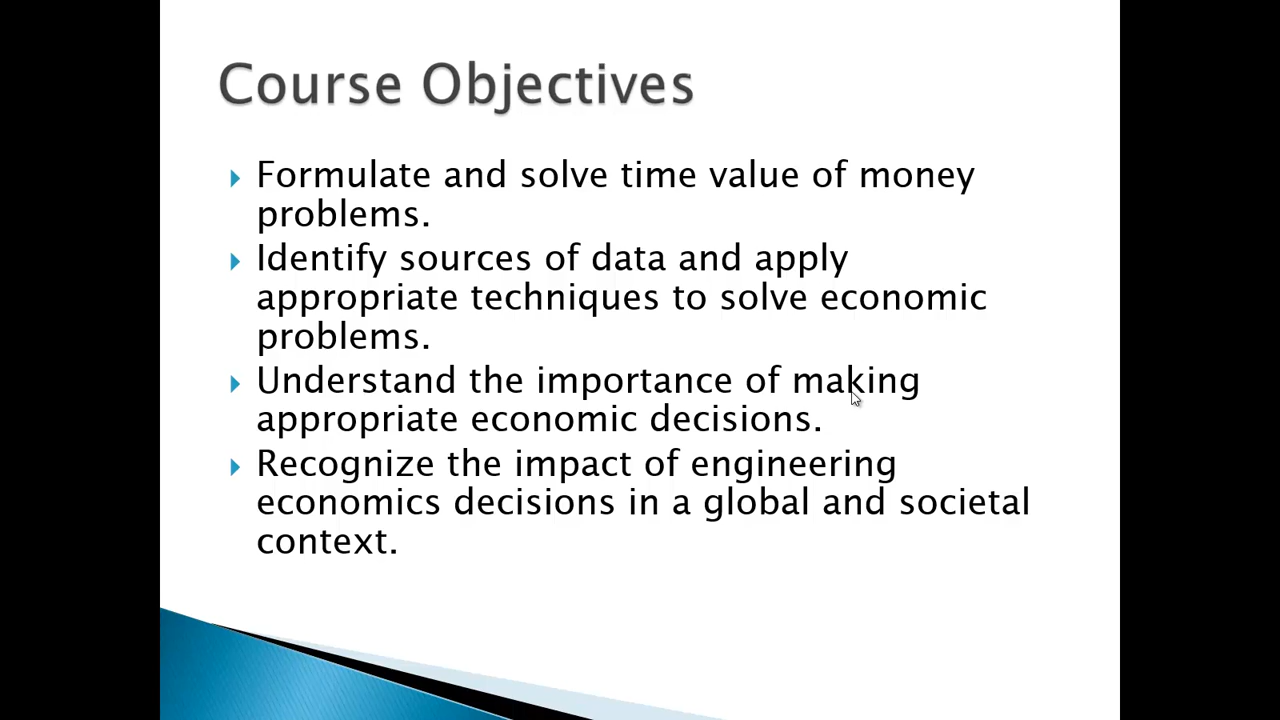 Course Objectives
Formulate and solve time value of money
problems.
Identify sources of data and apply
appropriate techniques to solve economic
problems.
Understand the importance of making
appropriate economic decisions.
Recognize the impact of engineering
economics decisions in a global and societal
context.